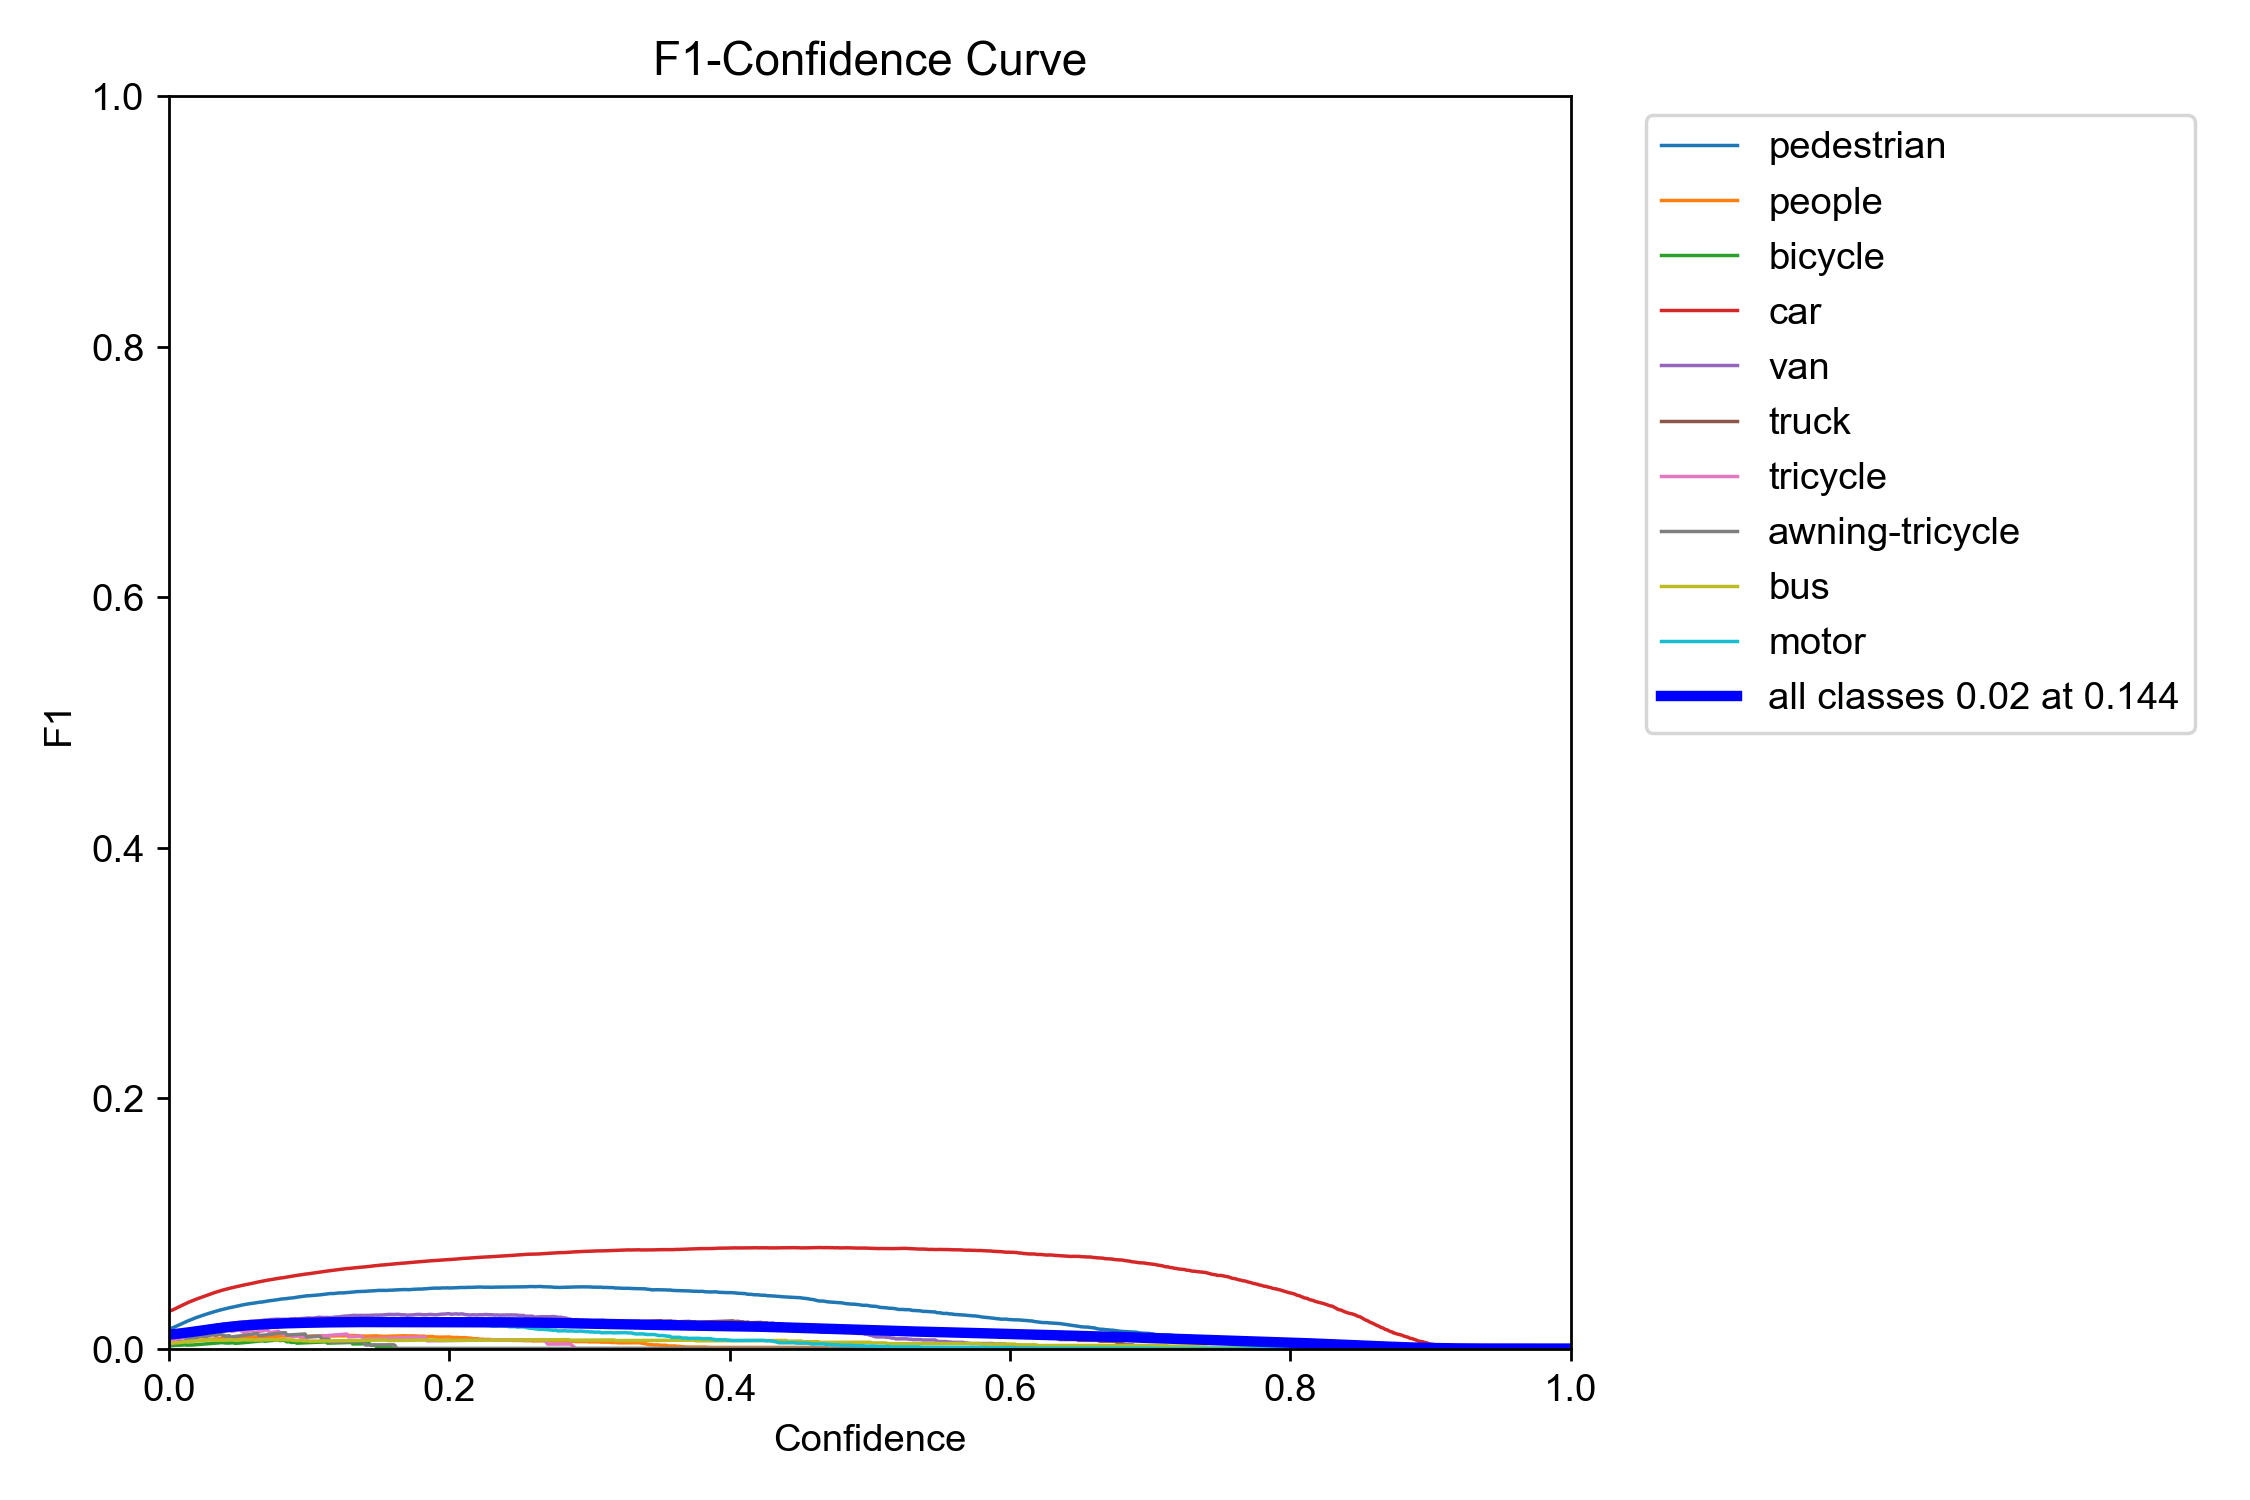 F1-Confidence Curve
1.0
0.8
0.6
0.4
0.2
0.0
F1
0.0 0.2 0.4 0.6 0.8 1.0
Confidence
pedestrian
people
bicycle
car
van
truck
tricycle
awning-tricycle
bus
motor
all classes 0.02 at 0.144